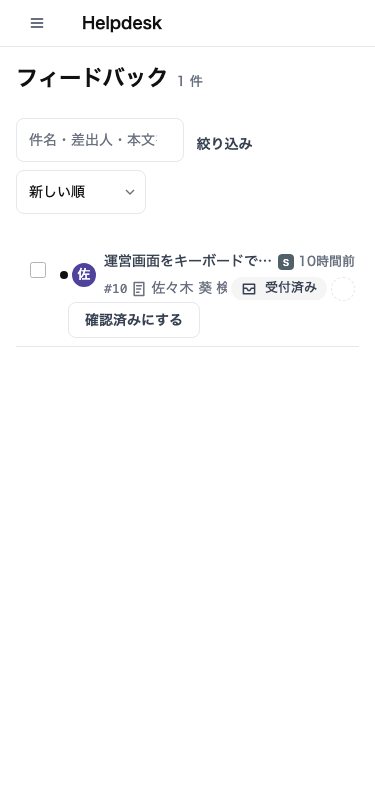 Helpdesk
フィードバック 1 件
件名・差出人・本文
絞り込み
新しい順
佐
運営画面をキーボードで… S 10時間前
#10 佐々木 葵 受付済み
確認済みにする